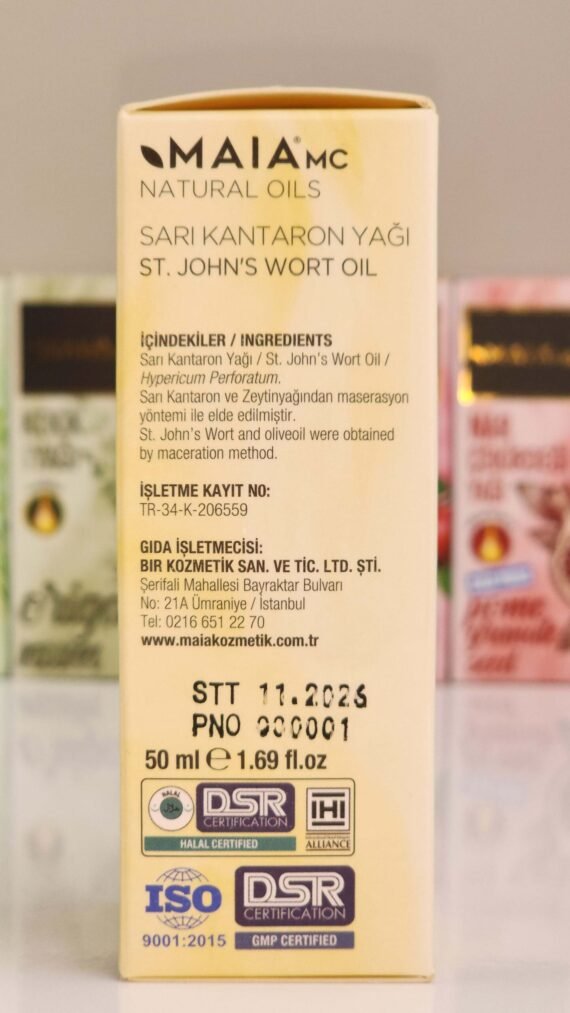 MAIA® MC
NATURAL OILS
SARI KANTARON YAĞI
ST. JOHN'S WORT OIL
İÇİNDEKİLER / INGREDIENTS
Sarı Kantaron Yağı / St. John's Wort Oil /
Hypericum Perforatum.
Sarı Kantaron ve Zeytinyağından maserasyon
yöntemi ile elde edilmiştir.
St. John's Wort and oliveoil were obtained
by maceration method.
İŞLETME KAYIT NO:
TR-34-K-206559
GIDA İŞLETMECİSİ:
BIR KOZMETİK SAN. VE TİC. LTD. ŞTİ.
Şerifali Mahallesi Bayraktar Bulvarı
No: 21A Ümraniye / İstanbul
Tel: 0216 651 22 70
www.maiakozmetik.com.tr
STT 11.2026
PNO 000001
50 ml ℮ 1.69 fl.oz
HALAL
DSR
CERTIFICATION
IHI
ALLIANCE
HALAL CERTIFIED
ISO
9001:2015
DSR
CERTIFICATION
GMP CERTIFIED